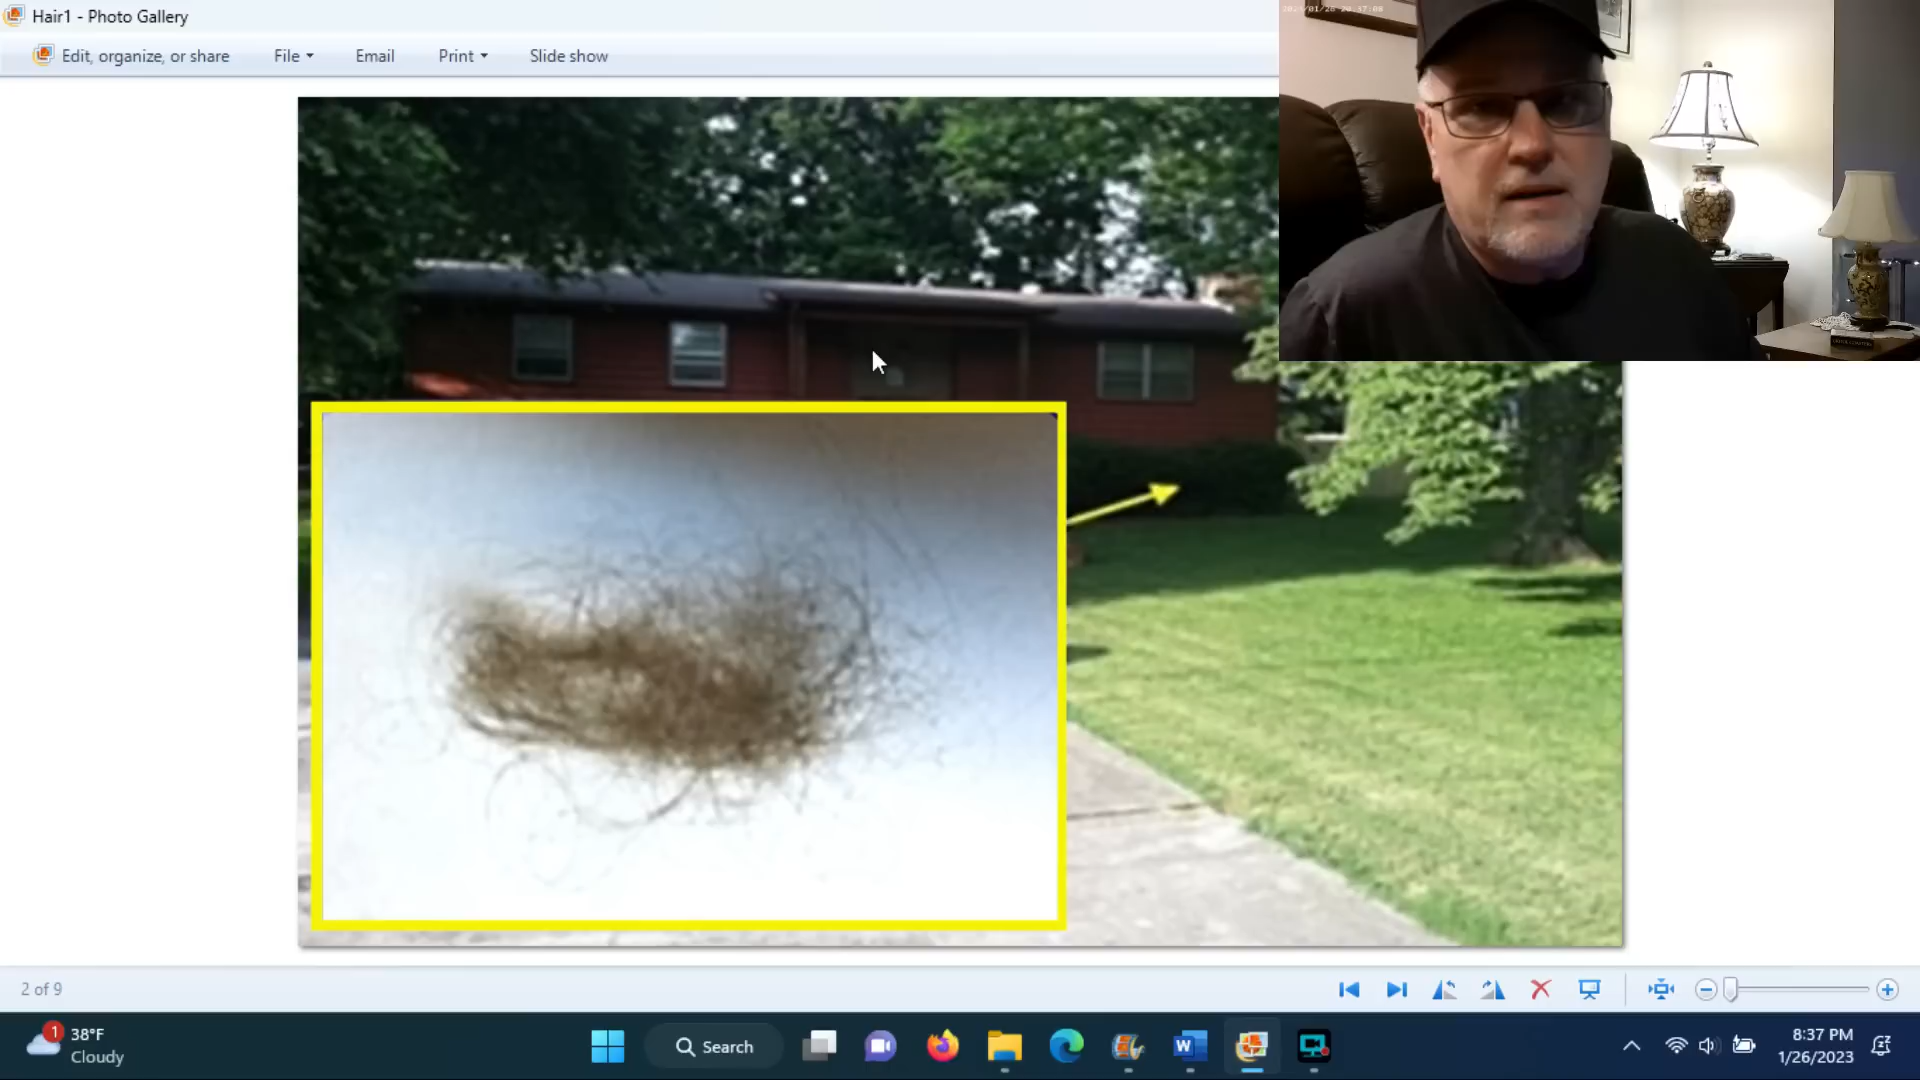 Hair1 - Photo Gallery
Edit, organize, or share File Email Print Slide show
2 of 9
1 38°F
Cloudy
Search
W
8:37 PM
1/26/2023